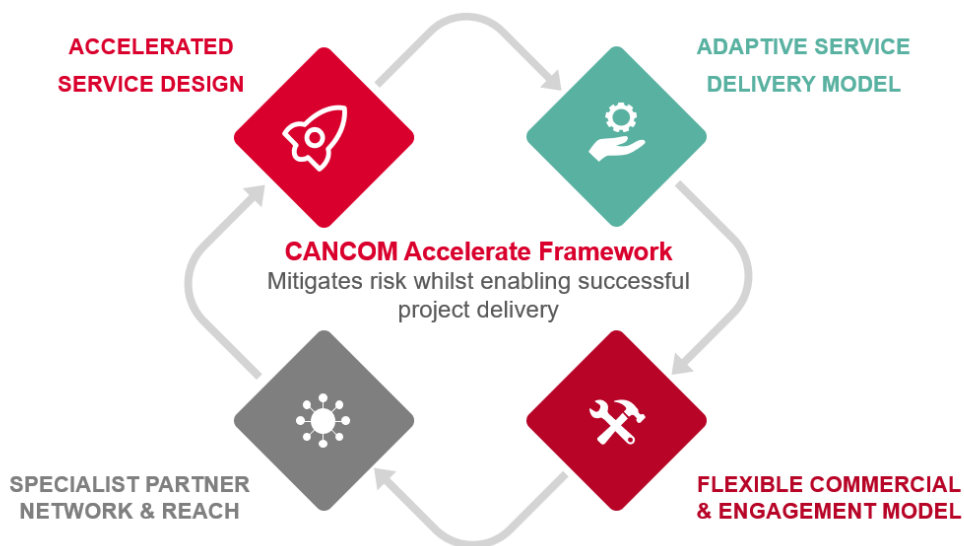 ACCELERATED
SERVICE DESIGN
ADAPTIVE SERVICE
DELIVERY MODEL
CANCOM Accelerate Framework
Mitigates risk whilst enabling successful
project delivery
SPECIALIST PARTNER
NETWORK & REACH
FLEXIBLE COMMERCIAL
& ENGAGEMENT MODEL